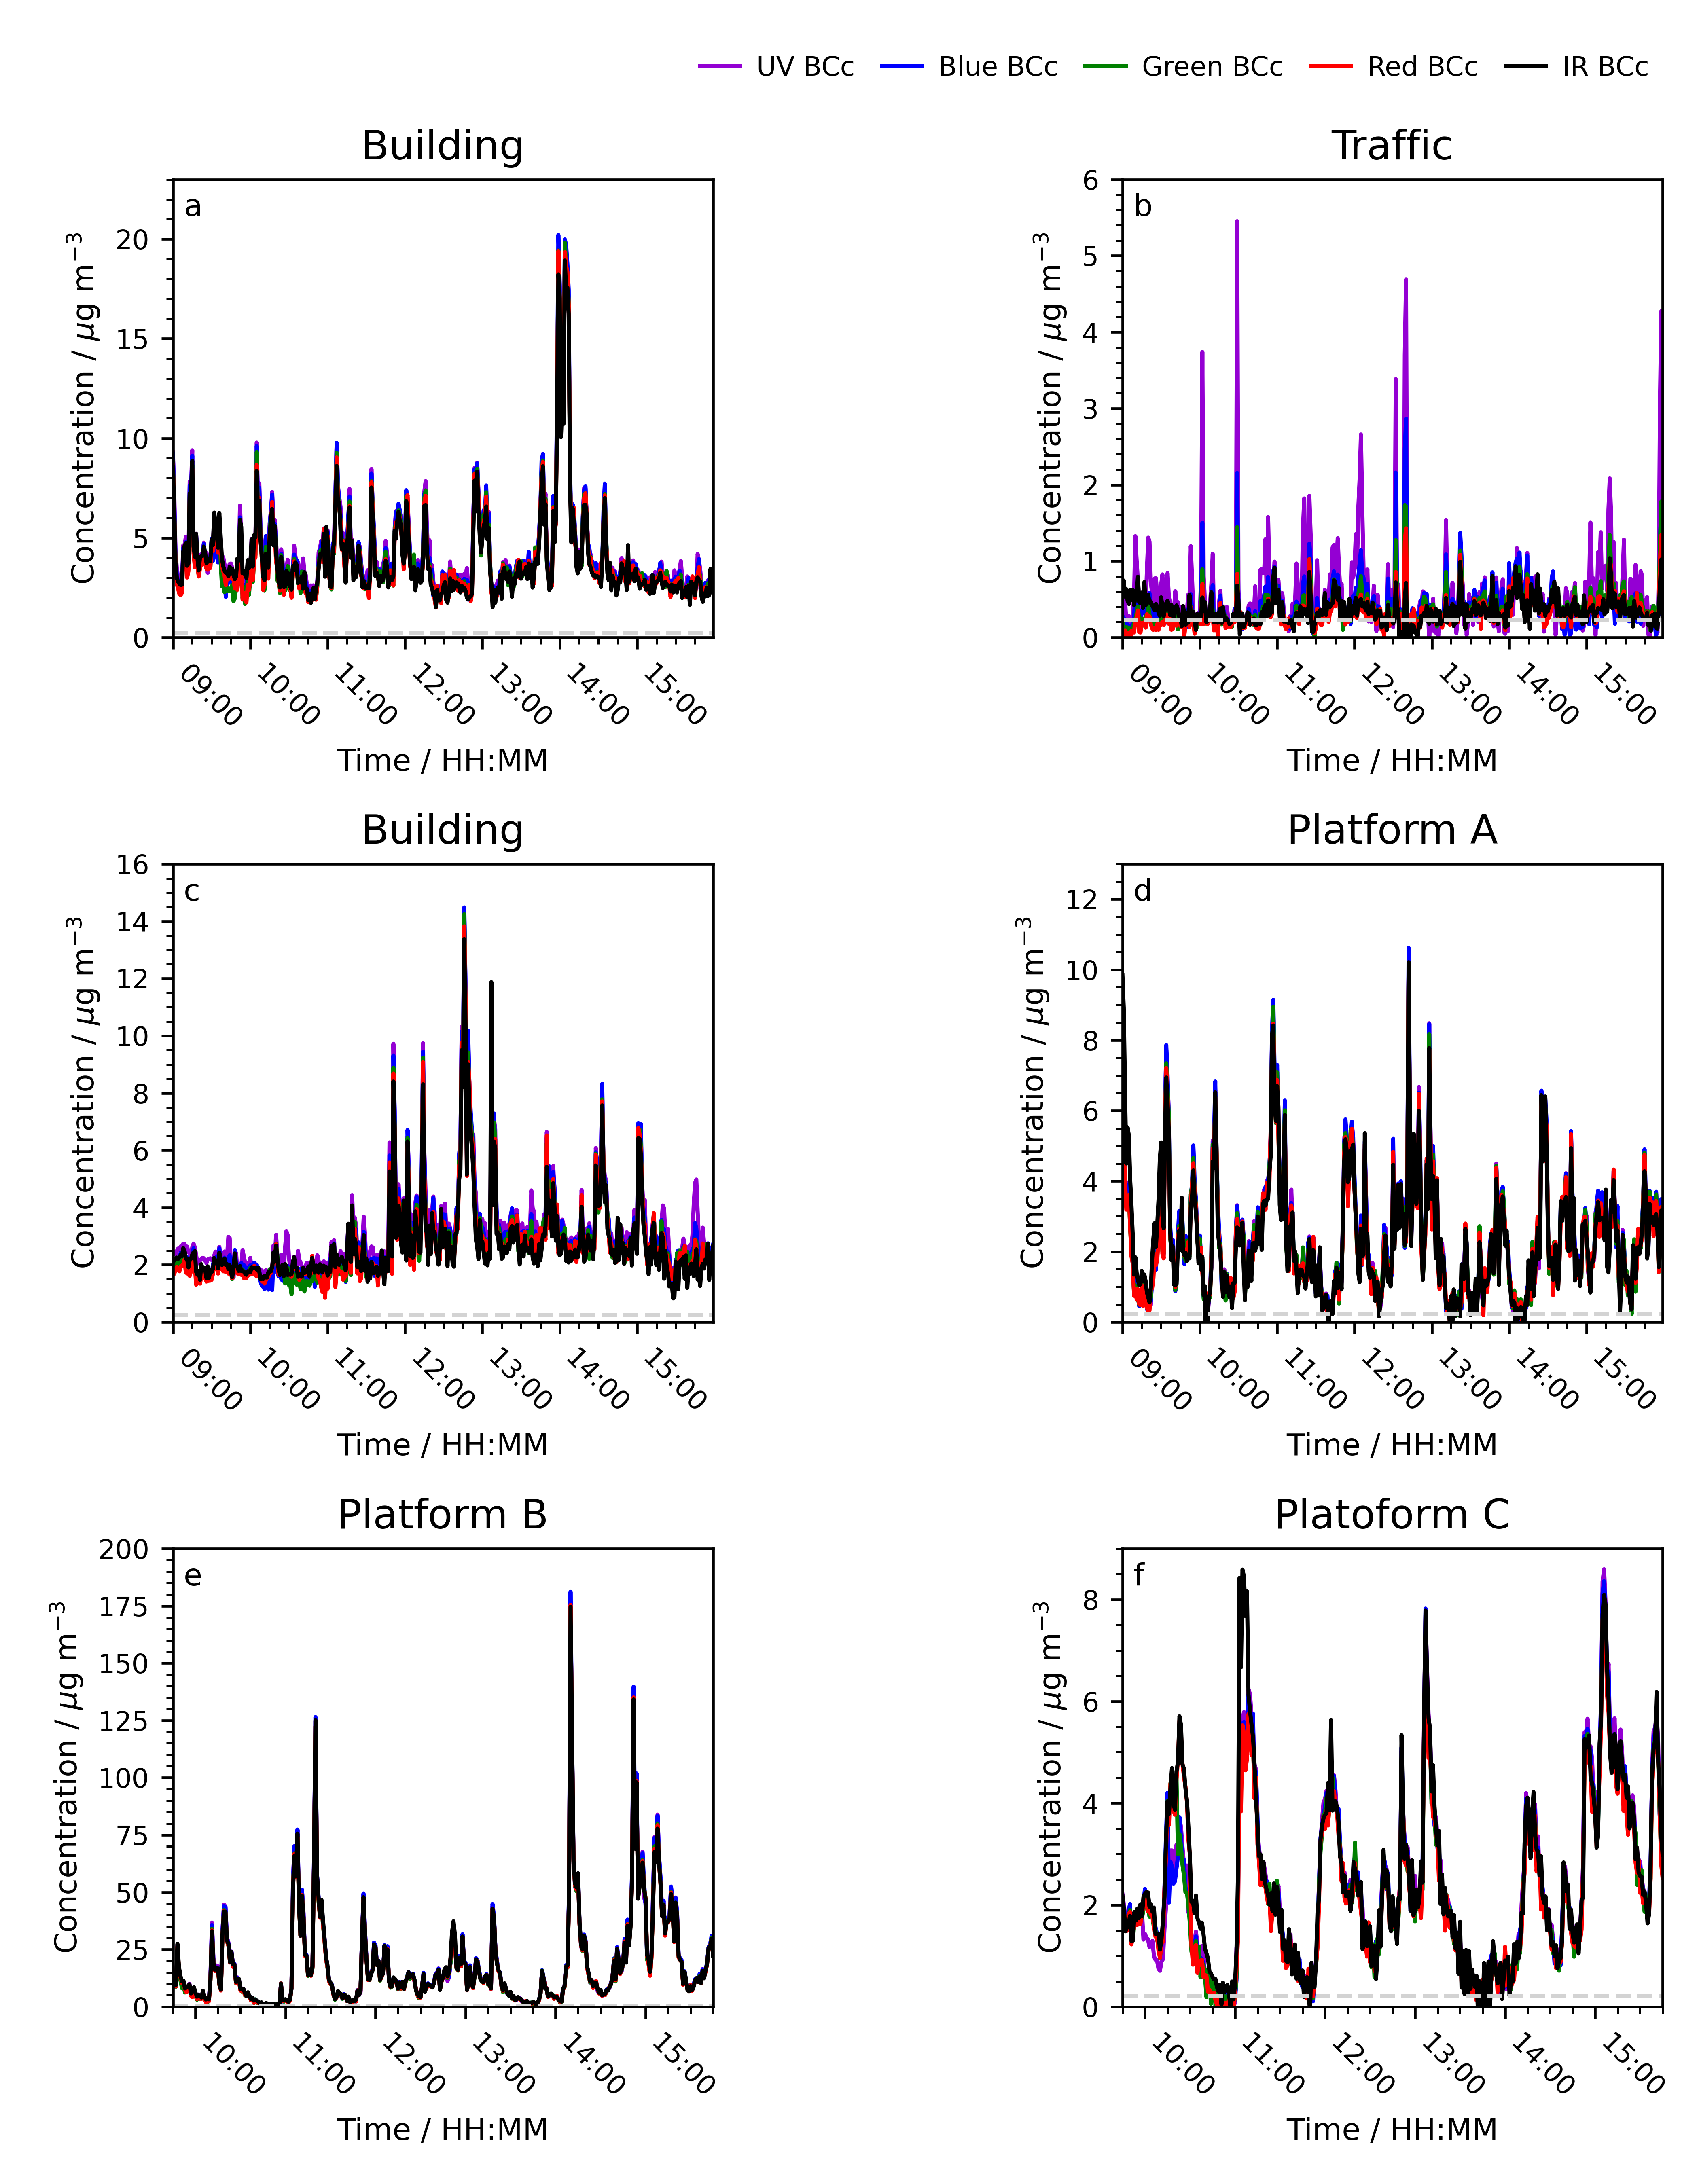 UV BCc Blue BCc Green BCc Red BCc IR BCc
Building
a
Concentration / μg m⁻³
20
15
10
5
0
09:00 10:00 11:00 12:00 13:00 14:00 15:00
Time / HH:MM
Traffic
b
Concentration / μg m⁻³
6
5
4
3
2
1
0
09:00 10:00 11:00 12:00 13:00 14:00 15:00
Time / HH:MM
Building
c
Concentration / μg m⁻³
16
14
12
10
8
6
4
2
0
09:00 10:00 11:00 12:00 13:00 14:00 15:00
Time / HH:MM
Platform A
d
Concentration / μg m⁻³
12
10
8
6
4
2
0
09:00 10:00 11:00 12:00 13:00 14:00 15:00
Time / HH:MM
Platform B
e
Concentration / μg m⁻³
200
175
150
125
100
75
50
25
0
10:00 11:00 12:00 13:00 14:00 15:00
Time / HH:MM
Platoform C
f
Concentration / μg m⁻³
8
6
4
2
0
10:00 11:00 12:00 13:00 14:00 15:00
Time / HH:MM